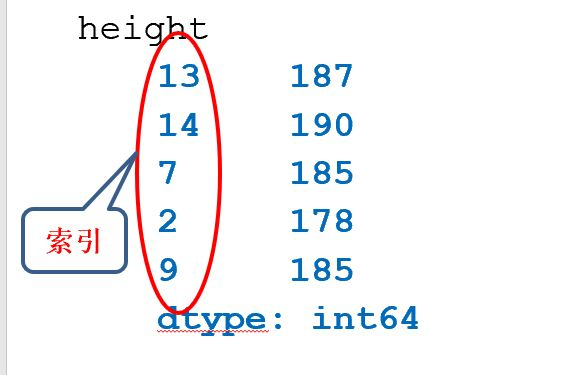 height
13 187
14 190
7 185
索引
2 178
9 185
dtype: int64